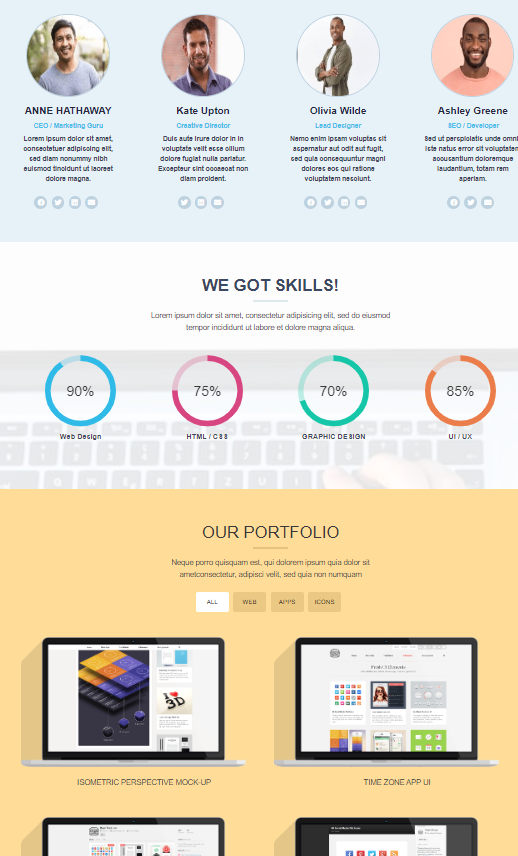 ANNE HATHAWAY
CEO / Marketing Guru
Lorem ipsum dolor sit amet,
consectetuer adipiscing elit,
sed diam nonummy nibh
euismod tincidunt ut laoreet
dolore magna.
Kate Upton
Creative Director
Duis aute irure dolor in in
voluptate velit esse cillum
dolore fugiat nulla pariatur.
Excepteur sint occaecat non
diam proident.
Olivia Wilde
Lead Designer
Nemo enim ipsam voluptas sit
aspernatur aut odit aut fugit,
sed quia consequuntur magni
dolores eos qui ratione
voluptatem nesciunt.
Ashley Greene
SEO / Developer
Sed ut perspiciatis unde omni
iste natus error sit voluptatem
accusantium doloremque
laudantium, totam rem
aperiam.
WE GOT SKILLS!
Lorem ipsum dolor sit amet, consectetur adipisicing elit, sed do eiusmod
tempor incididunt ut labore et dolore magna aliqua.
90%
75%
70%
85%
Web Design
HTML / CSS
GRAPHIC DESIGN
UI / UX
OUR PORTFOLIO
Neque porro quisquam est, qui dolorem ipsum quia dolor sit
ametconsectetur, adipisci velit, sed quia non numquam
ALL
WEB
APPS
ICONS
3D
ISOMETRIC PERSPECTIVE MOCK-UP
TIME ZONE APP UI